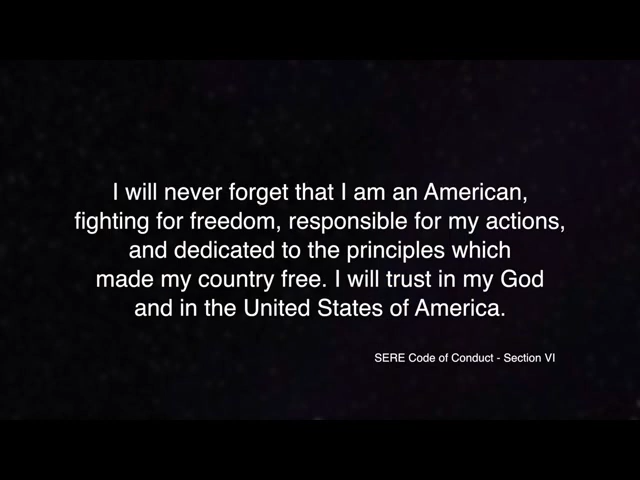 I will never forget that I am an American,
fighting for freedom, responsible for my actions,
and dedicated to the principles which
made my country free. I will trust in my God
and in the United States of America.
SERE Code of Conduct - Section VI